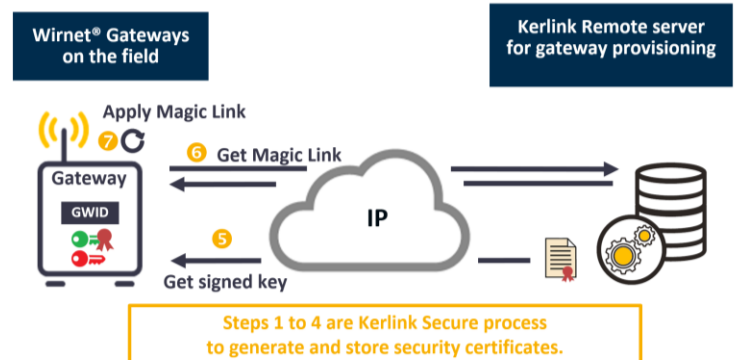 Wirnet® Gateways
on the field
Kerlink Remote server
for gateway provisioning
Apply Magic Link
7
6 Get Magic Link
Gateway
GWID
IP
5
Get signed key
Steps 1 to 4 are Kerlink Secure process
to generate and store security certificates.